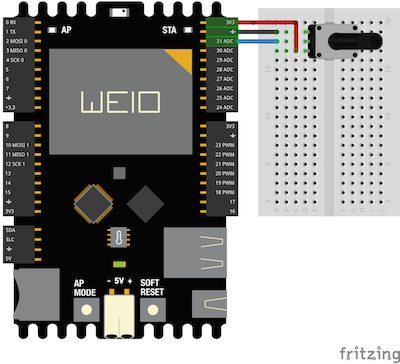 0 RX
1 TX
2 MOSI 0
3 MISO 0
4 SCK 0
5
6
7
+3.3
AP
STA
3V3
31 ADC
30 ADC
29 ADC
28 ADC
27 ADC
26 ADC
25 ADC
24 ADC
WEIO
8
9
10 MOSI 1
11 MISO 1
12 SCK 1
13
14
15
3V3
3V3
23 PWM
22 PWM
21 PWM
20 PWM
19 PWM
18 PWM
17
16
SDA
SLC
5V
AP
MODE
- 5V +
SOFT
RESET
fritzing